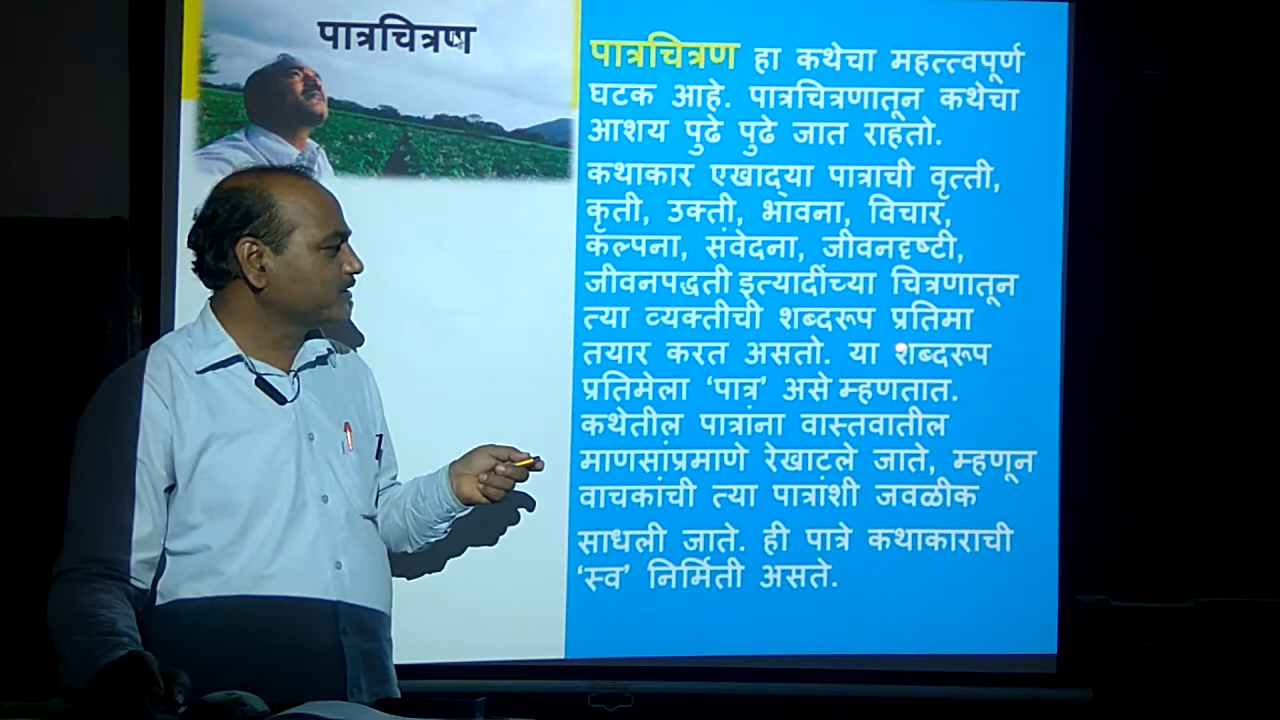 पात्रचित्रण
पात्रचित्रण हा कथेचा महत्त्वपूर्ण
घटक आहे. पात्रचित्रणातून कथेचा
आशय पुढे पुढे जात राहतो.
कथाकार एखाद्या पात्राची वृत्ती,
कृती, उक्ती, भावना, विचार,
कल्पना, संवेदना, जीवनदृष्टी,
जीवनपद्धती इत्यादींच्या चित्रणातून
त्या व्यक्तीची शब्दरूप प्रतिमा
तयार करत असतो. या शब्दरूप
प्रतिमेला ‘पात्र’ असे म्हणतात.
कथेतील पात्रांना वास्तवातील
माणसांप्रमाणे रेखाटले जाते, म्हणून
वाचकांची त्या पात्रांशी जवळीक
साधली जाते. ही पात्रे कथाकाराची
‘स्व’ निर्मिती असते.